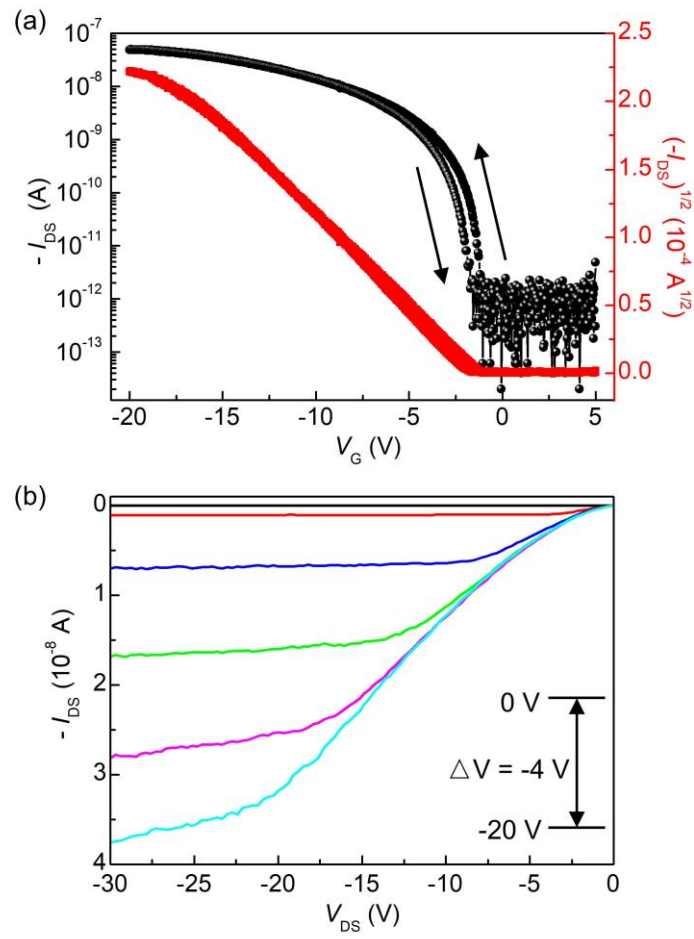 (a)
10⁻⁷
10⁻⁸
10⁻⁹
10⁻¹⁰
10⁻¹¹
10⁻¹²
10⁻¹³
- I_DS (A)
2.5
2.0
1.5
1.0
0.5
0.0
(-I_DS)^1/2 (10⁻⁴ A^1/2)
-20 -15 -10 -5 0 5
V_G (V)
(b)
0
1
2
3
4
- I_DS (10⁻⁸ A)
0 V
△V = -4 V
-20 V
-30 -25 -20 -15 -10 -5 0
V_DS (V)